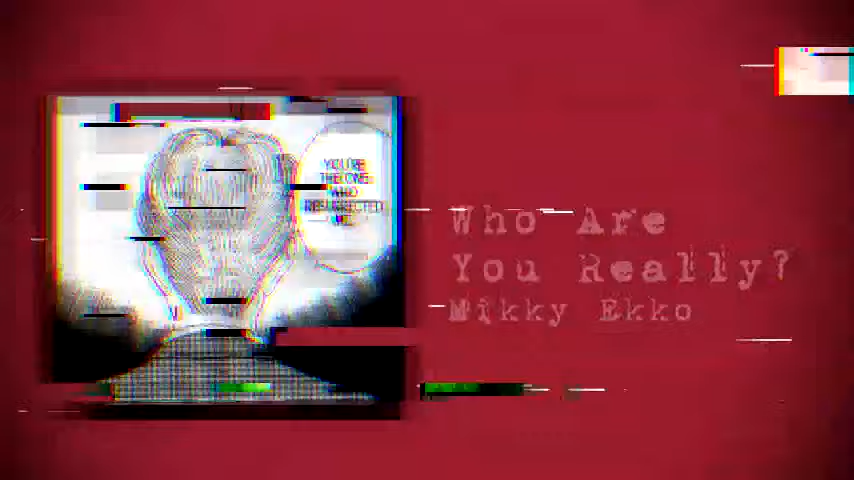 YOU'RE
THE ONE
WHO
RESURRECTED
ME.
Who Are
You Really?
Mikky Ekko